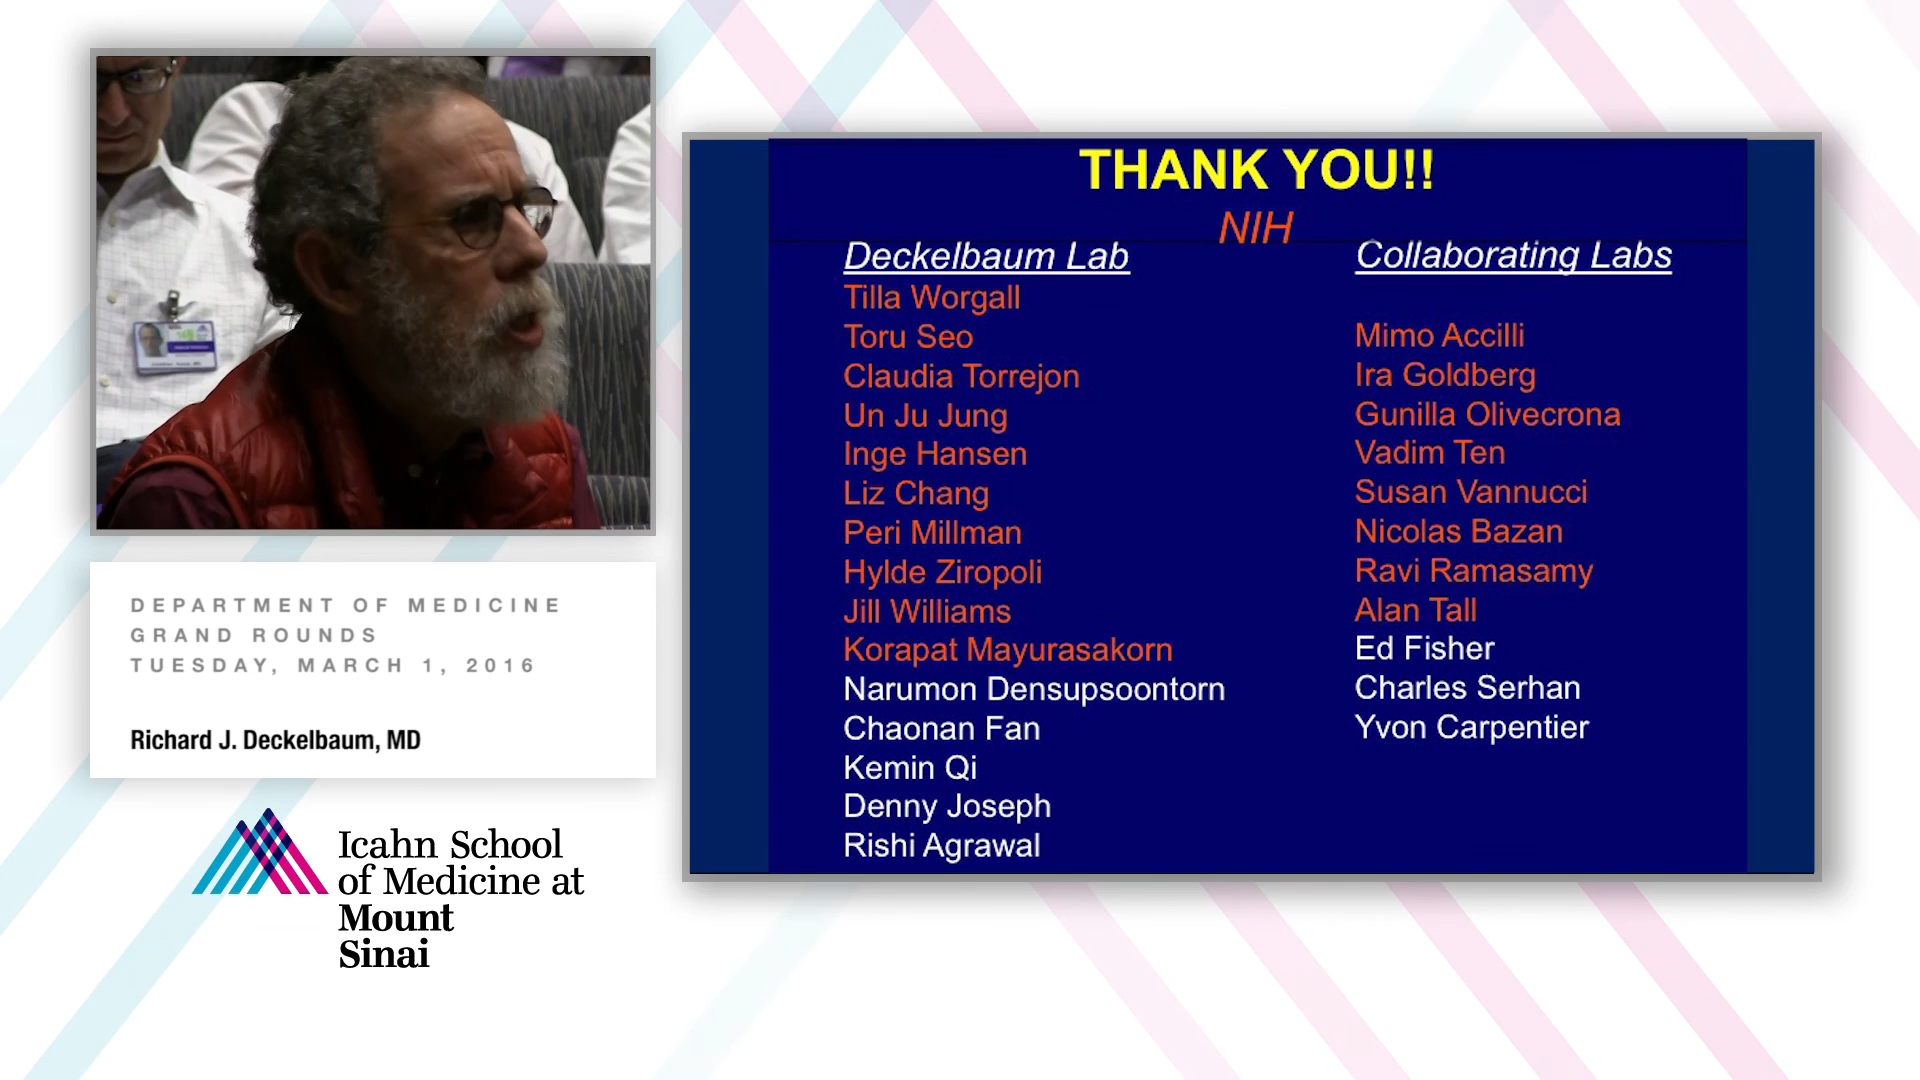 DEPARTMENT OF MEDICINE
GRAND ROUNDS
TUESDAY, MARCH 1, 2016
Richard J. Deckelbaum, MD
Icahn School
of Medicine at
Mount
Sinai
THANK YOU!!
NIH
Deckelbaum Lab
Tilla Worgall
Toru Seo
Claudia Torrejon
Un Ju Jung
Inge Hansen
Liz Chang
Peri Millman
Hylde Ziropoli
Jill Williams
Korapat Mayurasakorn
Narumon Densupsoontorn
Chaonan Fan
Kemin Qi
Denny Joseph
Rishi Agrawal
Collaborating Labs
Mimo Accilli
Ira Goldberg
Gunilla Olivecrona
Vadim Ten
Susan Vannucci
Nicolas Bazan
Ravi Ramasamy
Alan Tall
Ed Fisher
Charles Serhan
Yvon Carpentier